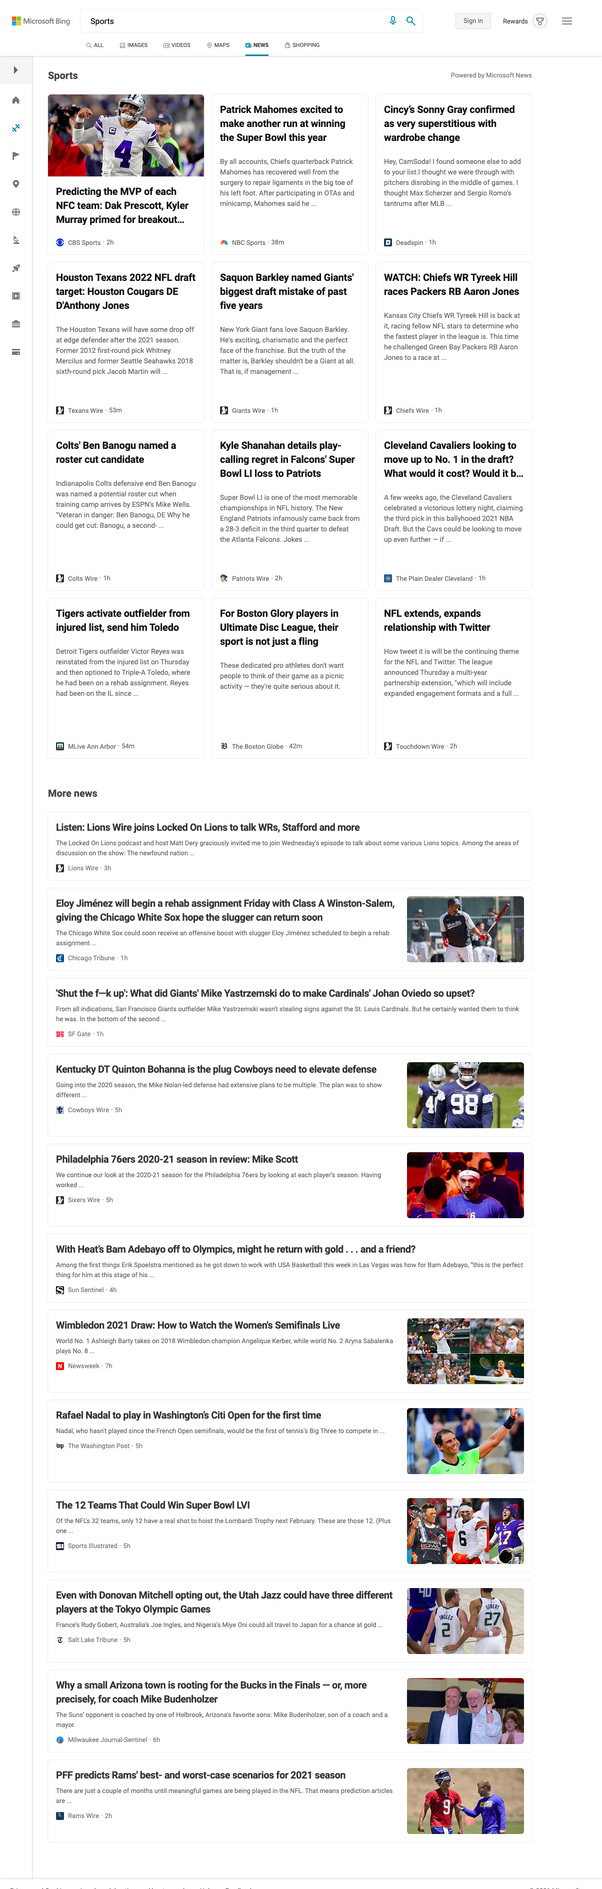 Microsoft Bing
Sports
Sign in
Rewards
ALL
IMAGES
VIDEOS
MAPS
NEWS
SHOPPING
Sports
Powered by Microsoft News
Predicting the MVP of each
NFC team: Dak Prescott, Kyler
Murray primed for breakout...
CBS Sports · 2h
Patrick Mahomes excited to
make another run at winning
the Super Bowl this year
By all accounts, Chiefs quarterback Patrick
Mahomes has recovered well from the
surgery to repair ligaments in the big toe of
his left foot. After participating in OTAs and
minicamp, Mahomes said he ...
NBC Sports · 38m
Cincy's Sonny Gray confirmed
as very superstitious with
wardrobe change
Hey, CamSoda! I found someone else to add
to your list.I thought we were through with
pitchers disrobing in the middle of games. I
thought Max Scherzer and Sergio Romo's
tantrums after MLB ...
Deadspin · 1h
Houston Texans 2022 NFL draft
target: Houston Cougars DE
D'Anthony Jones
The Houston Texans will have some drop off
at edge defender after the 2021 season.
Former 2012 first-round pick Whitney
Mercilus and former Seattle Seahawks 2018
sixth-round pick Jacob Martin will ...
Texans Wire · 53m
Saquon Barkley named Giants'
biggest draft mistake of past
five years
New York Giant fans love Saquon Barkley.
He's exciting, charismatic and the perfect
face of the franchise. But the truth of the
matter is, Barkley shouldn't be a Giant at all.
That is, if management ...
Giants Wire · 1h
WATCH: Chiefs WR Tyreek Hill
races Packers RB Aaron Jones
Kansas City Chiefs WR Tyreek Hill is back at
it, racing fellow NFL stars to determine who
the fastest player in the league is. This time
he challenged Green Bay Packers RB Aaron
Jones to a race at ...
Chiefs Wire · 1h
Colts' Ben Banogu named a
roster cut candidate
Indianapolis Colts defensive end Ben Banogu
was named a potential roster cut when
training camp arrives by ESPN's Mike Wells.
"Veteran in danger: Ben Banogu, DE Why he
could get cut: Banogu, a second- ...
Colts Wire · 1h
Kyle Shanahan details play-
calling regret in Falcons' Super
Bowl LI loss to Patriots
Super Bowl LI is one of the most memorable
championships in NFL history. The New
England Patriots infamously came back from
a 28-3 deficit in the third quarter to defeat
the Atlanta Falcons. Jokes ...
Patriots Wire · 2h
Cleveland Cavaliers looking to
move up to No. 1 in the draft?
What would it cost? Would it b...
A few weeks ago, the Cleveland Cavaliers
celebrated a victorious lottery night, claiming
the third pick in this ballyhooed 2021 NBA
Draft. But the Cavs could be looking to move
up even further — if ...
The Plain Dealer Cleveland · 1h
Tigers activate outfielder from
injured list, send him Toledo
Detroit Tigers outfielder Victor Reyes was
reinstated from the injured list on Thursday
and then optioned to Triple-A Toledo, where
he had been on a rehab assignment. Reyes
had been on the IL since ...
MLive Ann Arbor · 54m
For Boston Glory players in
Ultimate Disc League, their
sport is not just a fling
These dedicated pro athletes don't want
people to think of their game as a picnic
activity — they're quite serious about it.
The Boston Globe · 42m
NFL extends, expands
relationship with Twitter
How tweet it is will be the continuing theme
for the NFL and Twitter. The league
announced Thursday a multi-year
partnership extension, "which will include
expanded engagement formats and a full ...
Touchdown Wire · 2h
More news
Listen: Lions Wire joins Locked On Lions to talk WRs, Stafford and more
The Locked On Lions podcast and host Matt Dery graciously invited me to join Wednesday's episode to talk about some various Lions topics. Among the areas of
discussion on the show: The newfound nation ...
Lions Wire · 3h
Eloy Jiménez will begin a rehab assignment Friday with Class A Winston-Salem,
giving the Chicago White Sox hope the slugger can return soon
The Chicago White Sox could soon receive an offensive boost with slugger Eloy Jiménez scheduled to begin a rehab
assignment ...
Chicago Tribune · 1h
'Shut the f—k up': What did Giants' Mike Yastrzemski do to make Cardinals' Johan Oviedo so upset?
From all indications, San Francisco Giants outfielder Mike Yastrzemski wasn't stealing signs against the St. Louis Cardinals. But he certainly wanted them to think
he was. In the bottom of the second ...
SF Gate · 1h
Kentucky DT Quinton Bohanna is the plug Cowboys need to elevate defense
Going into the 2020 season, the Mike Nolan-led defense had extensive plans to be multiple. The plan was to show
different ...
Cowboys Wire · 5h
Philadelphia 76ers 2020-21 season in review: Mike Scott
We continue our look at the 2020-21 season for the Philadelphia 76ers by looking at each player's season. Having
worked ...
Sixers Wire · 5h
With Heat's Bam Adebayo off to Olympics, might he return with gold . . . and a friend?
Among the first things Erik Spoelstra mentioned as he got down to work with USA Basketball this week in Las Vegas was how for Bam Adebayo, "this is the perfect
thing for him at this stage of his ...
Sun Sentinel · 4h
Wimbledon 2021 Draw: How to Watch the Women's Semifinals Live
World No. 1 Ashleigh Barty takes on 2018 Wimbledon champion Angelique Kerber, while world No. 2 Aryna Sabalenka
plays No. 8 ...
Newsweek · 7h
Rafael Nadal to play in Washington's Citi Open for the first time
Nadal, who hasn't played since the French Open semifinals, would be the first of tennis's Big Three to compete in ...
The Washington Post · 5h
The 12 Teams That Could Win Super Bowl LVI
Of the NFL's 32 teams, only 12 have a real shot to hoist the Lombardi Trophy next February. These are those 12. (Plus
one ...
Sports Illustrated · 5h
Even with Donovan Mitchell opting out, the Utah Jazz could have three different
players at the Tokyo Olympic Games
France's Rudy Gobert, Australia's Joe Ingles, and Nigeria's Miye Oni could all travel to Japan for a chance at gold ...
Salt Lake Tribune · 5h
Why a small Arizona town is rooting for the Bucks in the Finals — or, more
precisely, for coach Mike Budenholzer
The Suns' opponent is coached by one of Holbrook, Arizona's favorite sons: Mike Budenholzer, son of a coach and a
mayor.
Milwaukee Journal-Sentinel · 6h
PFF predicts Rams' best- and worst-case scenarios for 2021 season
There are just a couple of months until meaningful games are being played in the NFL. That means prediction articles
are ...
Rams Wire · 2h